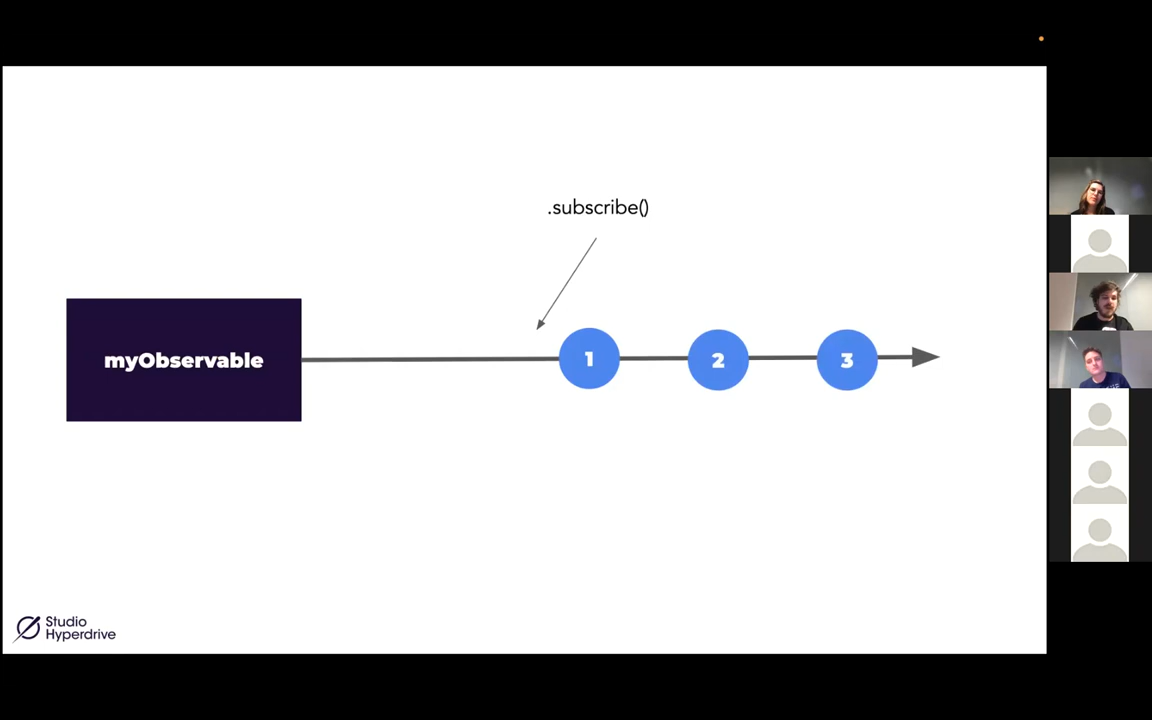 .subscribe()
myObservable
1
2
3
Studio
Hyperdrive